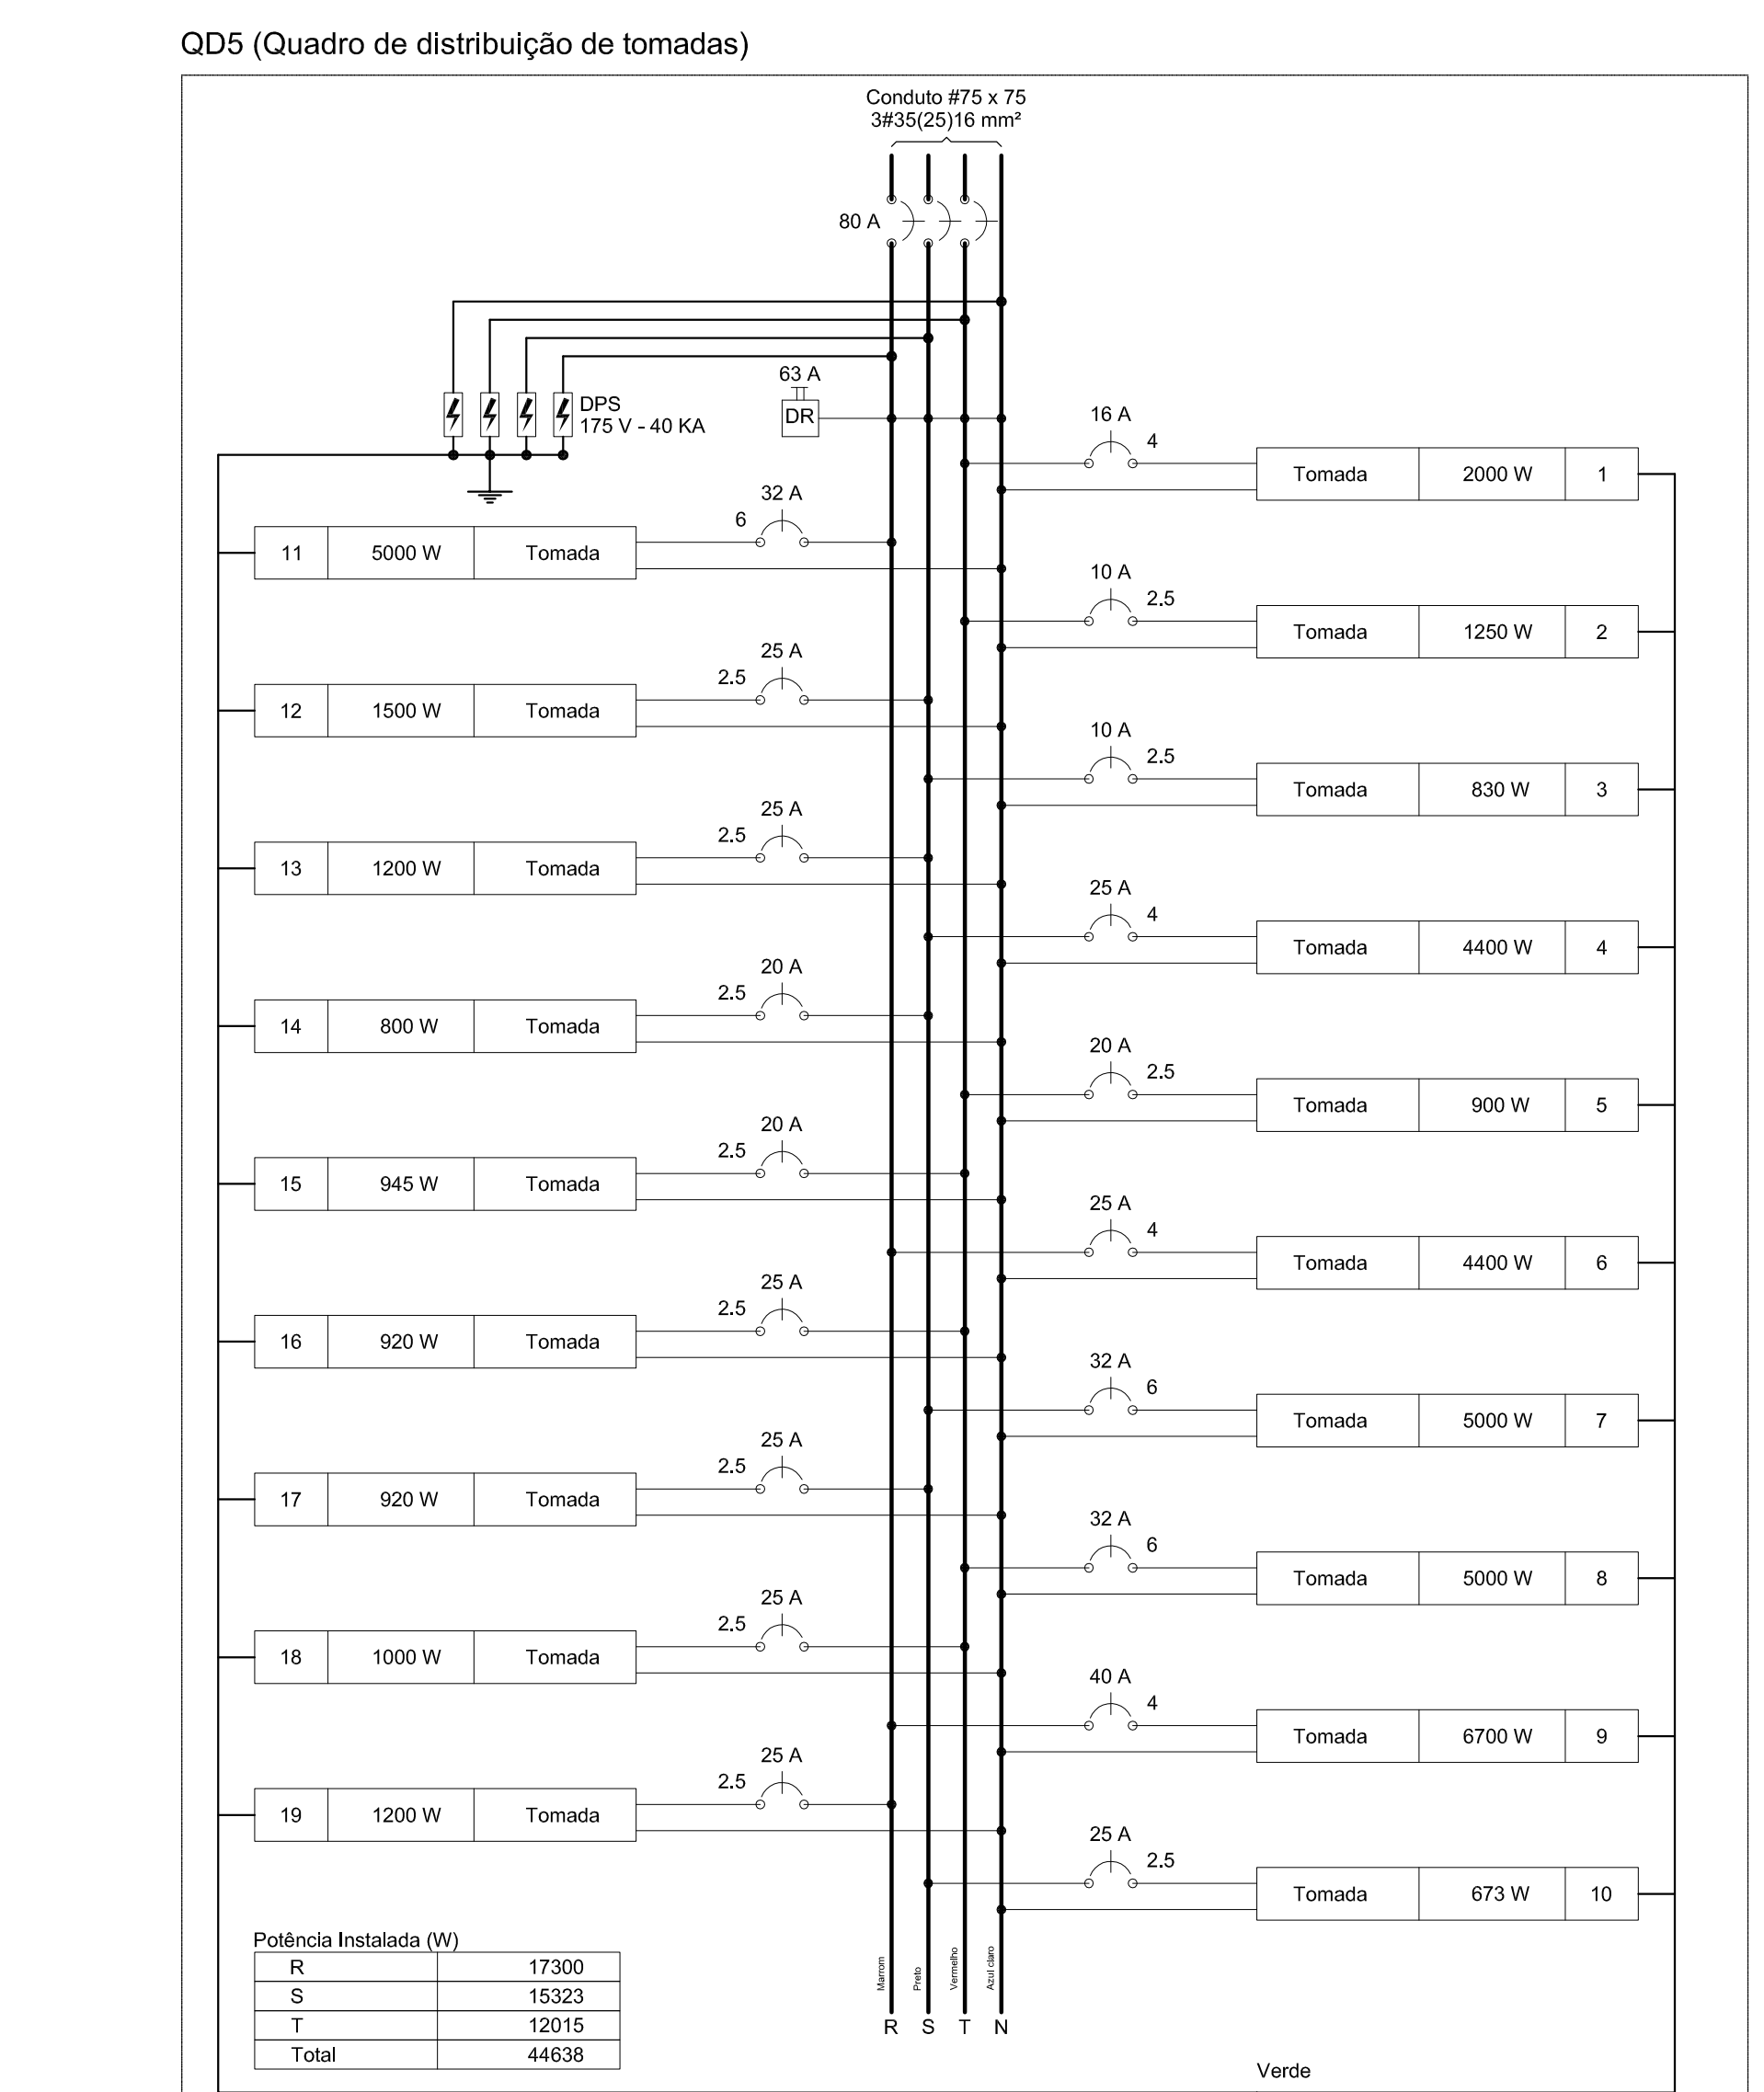 QD5 (Quadro de distribuição de tomadas)
Conduto #75 x 75
3#35(25)16 mm²
80 A
63 A
DR
DPS
175 V - 40 KA
16 A
4
Tomada 2000 W 1
32 A
6
11 5000 W Tomada
10 A
2.5
Tomada 1250 W 2
25 A
2.5
12 1500 W Tomada
10 A
2.5
Tomada 830 W 3
25 A
2.5
13 1200 W Tomada
25 A
4
Tomada 4400 W 4
20 A
2.5
14 800 W Tomada
20 A
2.5
Tomada 900 W 5
20 A
2.5
15 945 W Tomada
25 A
4
Tomada 4400 W 6
25 A
2.5
16 920 W Tomada
32 A
6
Tomada 5000 W 7
25 A
2.5
17 920 W Tomada
32 A
6
Tomada 5000 W 8
25 A
2.5
18 1000 W Tomada
40 A
4
Tomada 6700 W 9
25 A
2.5
19 1200 W Tomada
25 A
2.5
Tomada 673 W 10
Potência Instalada (W)
R 17300
S 15323
T 12015
Total 44638
Marrom
Preto
Vermelho
Azul claro
R S T N
Verde